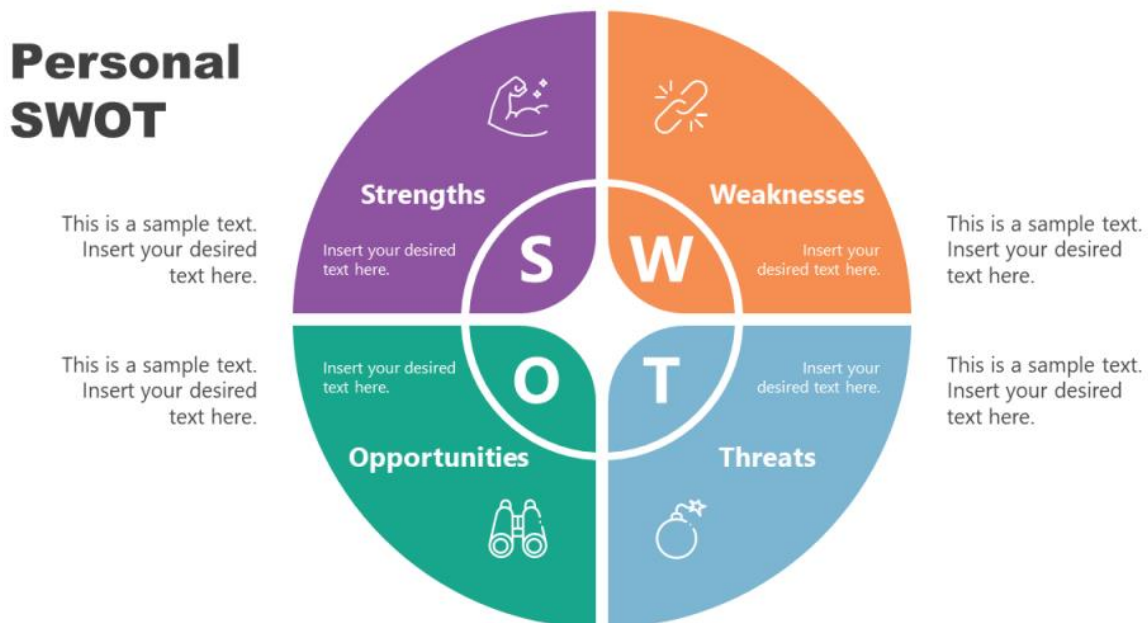 Personal
SWOT
Strengths
Weaknesses
This is a sample text.
Insert your desired
text here.
Insert your desired
text here.
S
W
Insert your
desired text here.
This is a sample text.
Insert your desired
text here.
This is a sample text.
Insert your desired
text here.
Insert your desired
text here.
O
T
Insert your
desired text here.
This is a sample text.
Insert your desired
text here.
Opportunities
Threats